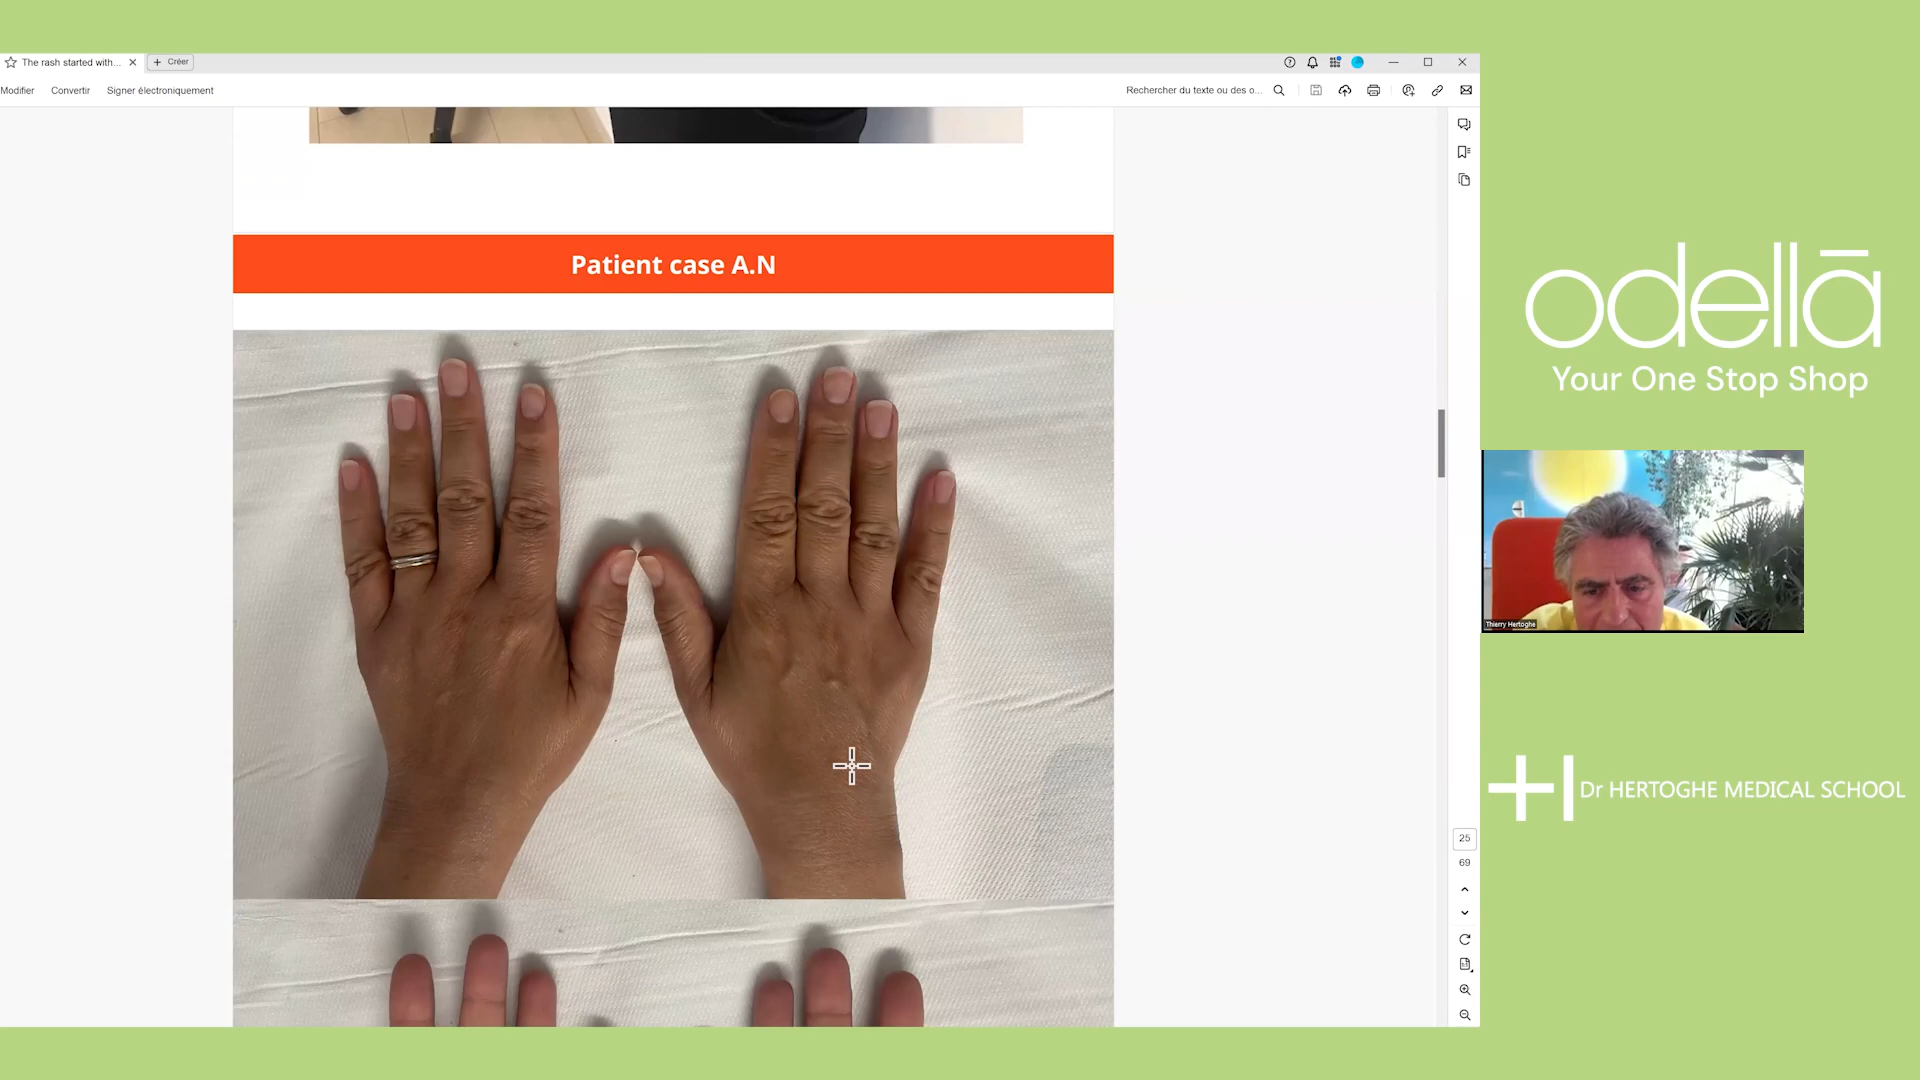 The rash started with...
Créer
Modifier
Convertir
Signer électroniquement
Rechercher du texte ou des o...
Patient case A.N
odellā
Your One Stop Shop
Thierry Hertoghe
Dr HERTOGHE MEDICAL SCHOOL
25
69